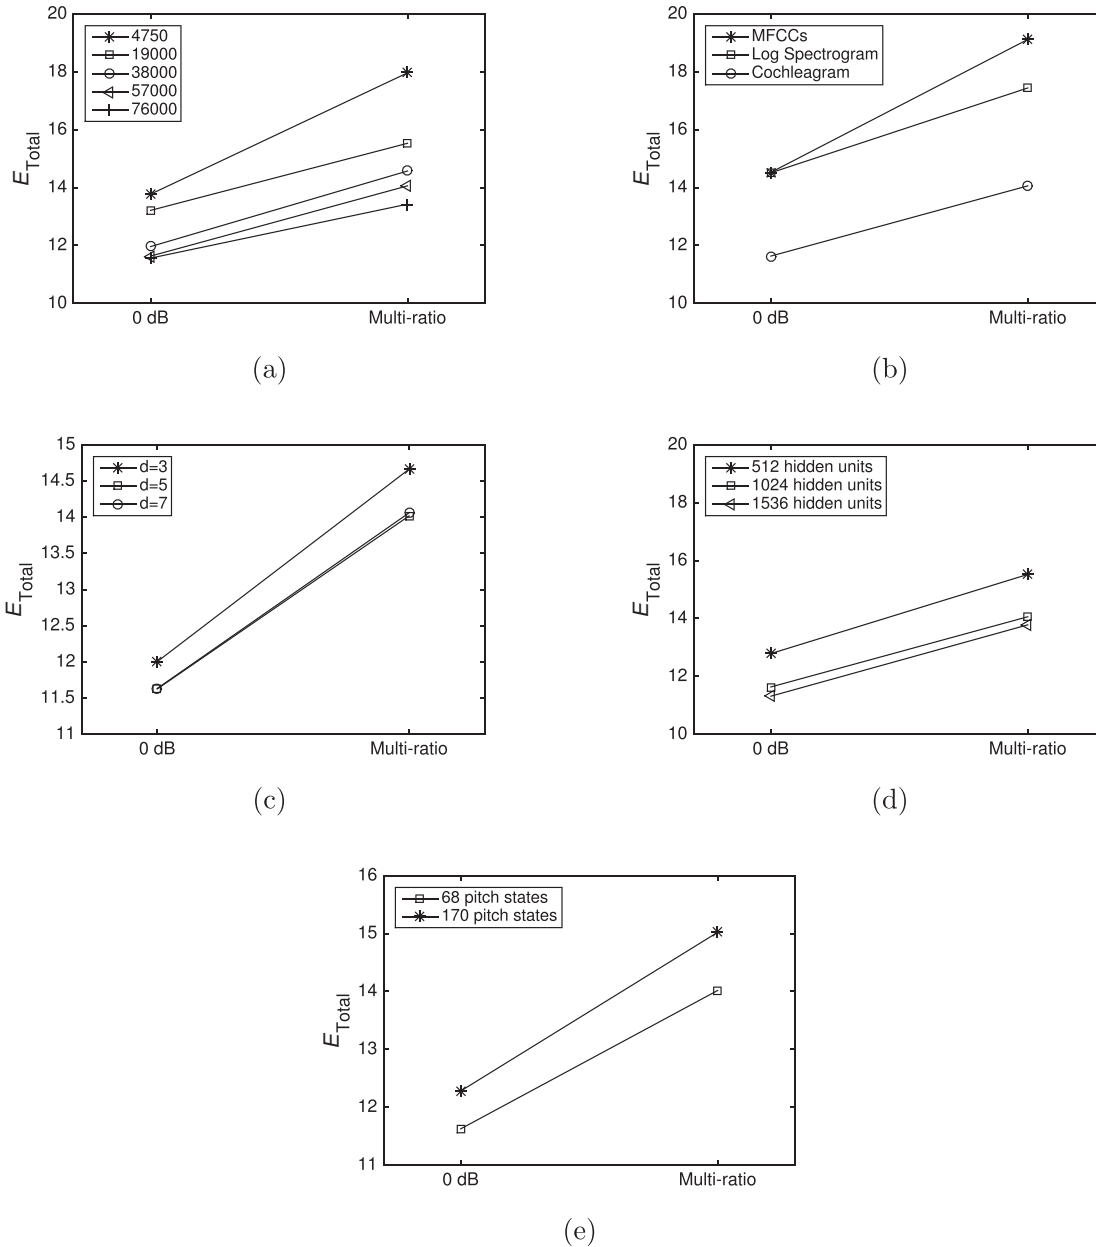 20
18
16
14
12
10
E_Total
4750
19000
38000
57000
76000
0 dB
Multi-ratio
(a)
20
18
16
14
12
10
E_Total
MFCCs
Log Spectrogram
Cochleagram
0 dB
Multi-ratio
(b)
15
14.5
14
13.5
13
12.5
12
11.5
11
E_Total
d=3
d=5
d=7
0 dB
Multi-ratio
(c)
20
18
16
14
12
10
E_Total
512 hidden units
1024 hidden units
1536 hidden units
0 dB
Multi-ratio
(d)
16
15
14
13
12
11
E_Total
68 pitch states
170 pitch states
0 dB
Multi-ratio
(e)